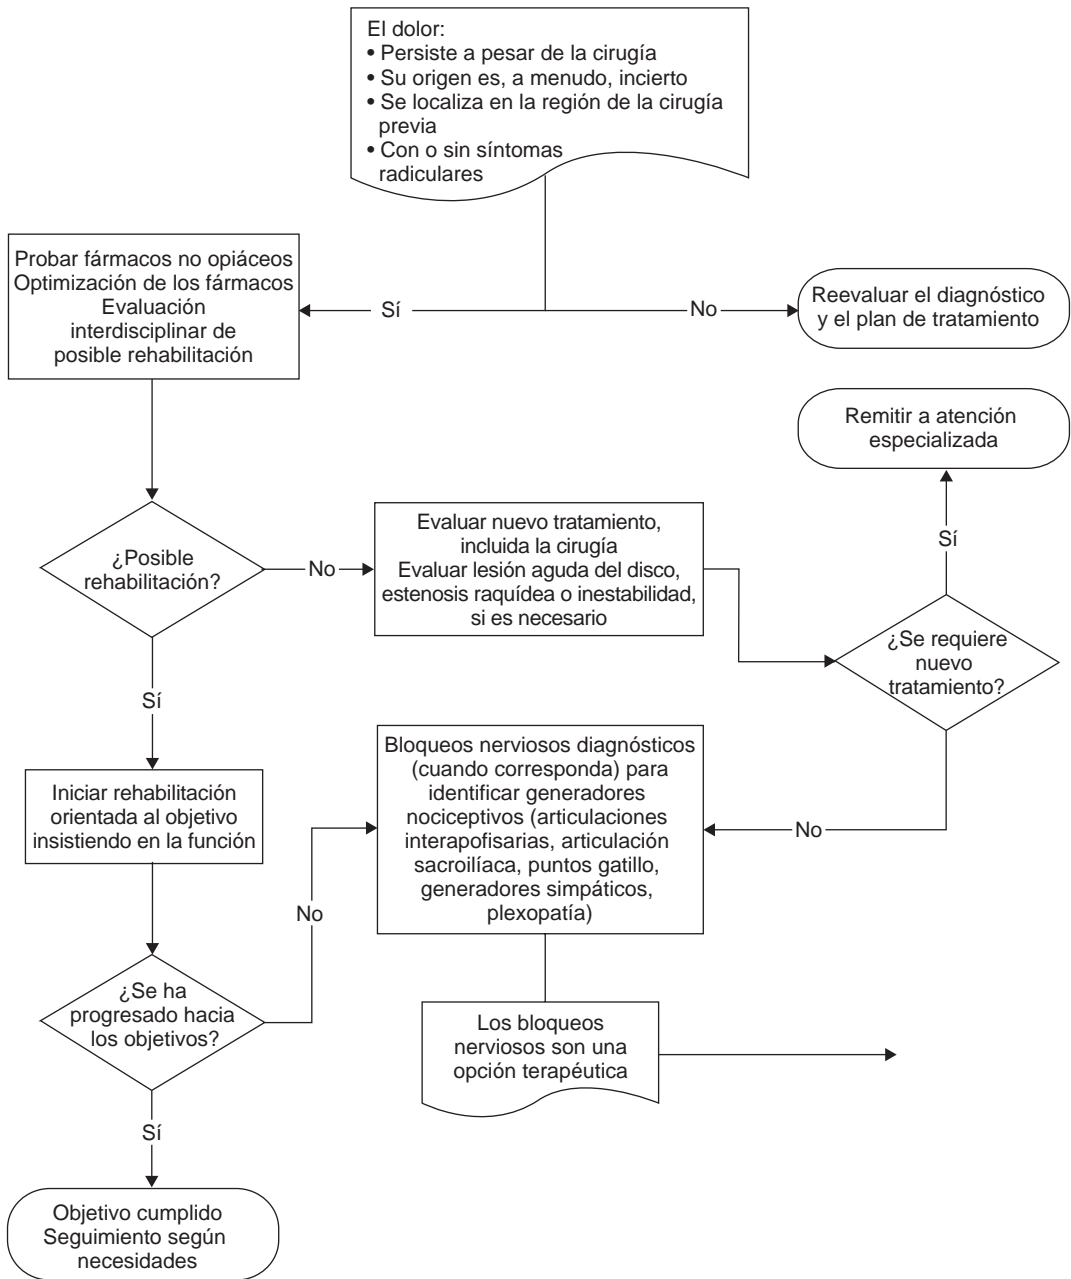 El dolor:
• Persiste a pesar de la cirugía
• Su origen es, a menudo, incierto
• Se localiza en la región de la cirugía
previa
• Con o sin síntomas
radiculares
Probar fármacos no opiáceos
Optimización de los fármacos
Evaluación
interdisciplinar de
posible rehabilitación
Sí
No
Reevaluar el diagnóstico
y el plan de tratamiento
Remitir a atención
especializada
Sí
¿Posible
rehabilitación?
No
Evaluar nuevo tratamiento,
incluida la cirugía
Evaluar lesión aguda del disco,
estenosis raquídea o inestabilidad,
si es necesario
¿Se requiere
nuevo
tratamiento?
Sí
Iniciar rehabilitación
orientada al objetivo
insistiendo en la función
No
Bloqueos nerviosos diagnósticos
(cuando corresponda) para
identificar generadores
nociceptivos (articulaciones
interapofisarias, articulación
sacroilíaca, puntos gatillo,
generadores simpáticos,
plexopatía)
No
¿Se ha
progresado hacia
los objetivos?
Los bloqueos
nerviosos son una
opción terapéutica
Sí
Objetivo cumplido
Seguimiento según
necesidades